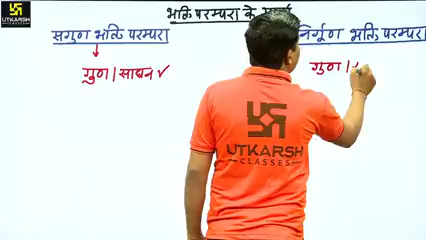 UTKARSH
CLASSES
भक्ति परम्परा के
सगुण भक्ति परम्परा
निर्गुण भक्ति परम्परा
गुण | साधन ✓
गुण |
UTKARSH
CLASSES